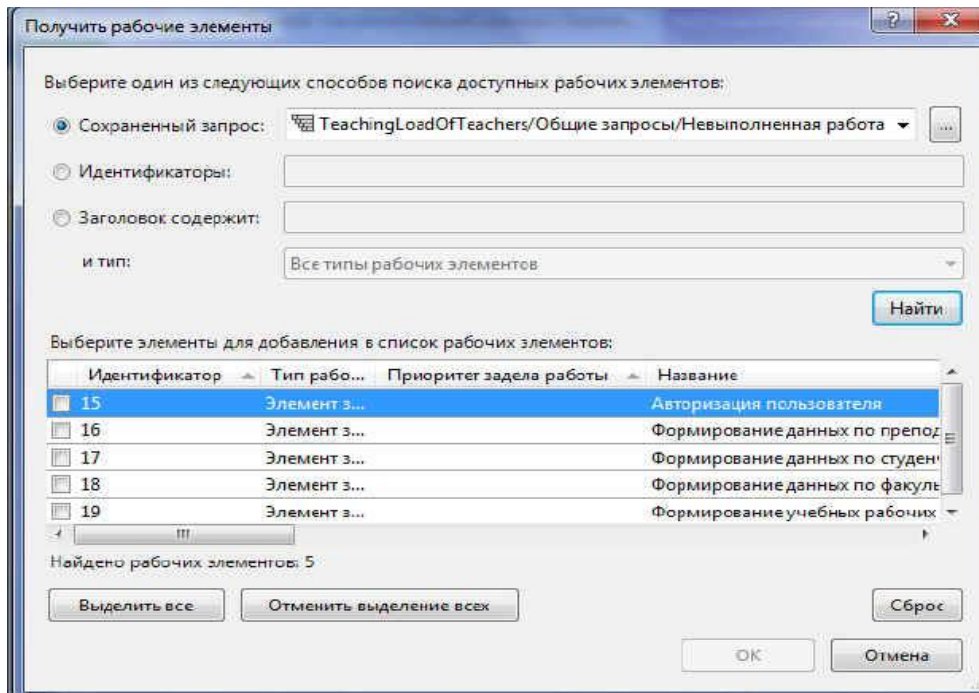 Получить рабочие элементы
Выберите один из следующих способов поиска доступных рабочих элементов:
Сохраненный запрос: TeachingLoadOfTeachers/Общие запросы/Невыполненная работа ...
Идентификаторы:
Заголовок содержит:
и тип: Все типы рабочих элементов
Найти
Выберите элементы для добавления в список рабочих элементов:
Идентификатор Тип рабо... Приоритет задела работы Название
15 Элемент з... Авторизация пользователя
16 Элемент з... Формирование данных по препод
17 Элемент з... Формирование данных по студен
18 Элемент з... Формирование данных по факуль
19 Элемент з... Формирование учебных рабочих
Найдено рабочих элементов: 5
Выделить все Отменить выделение всех Сброс
OK Отмена